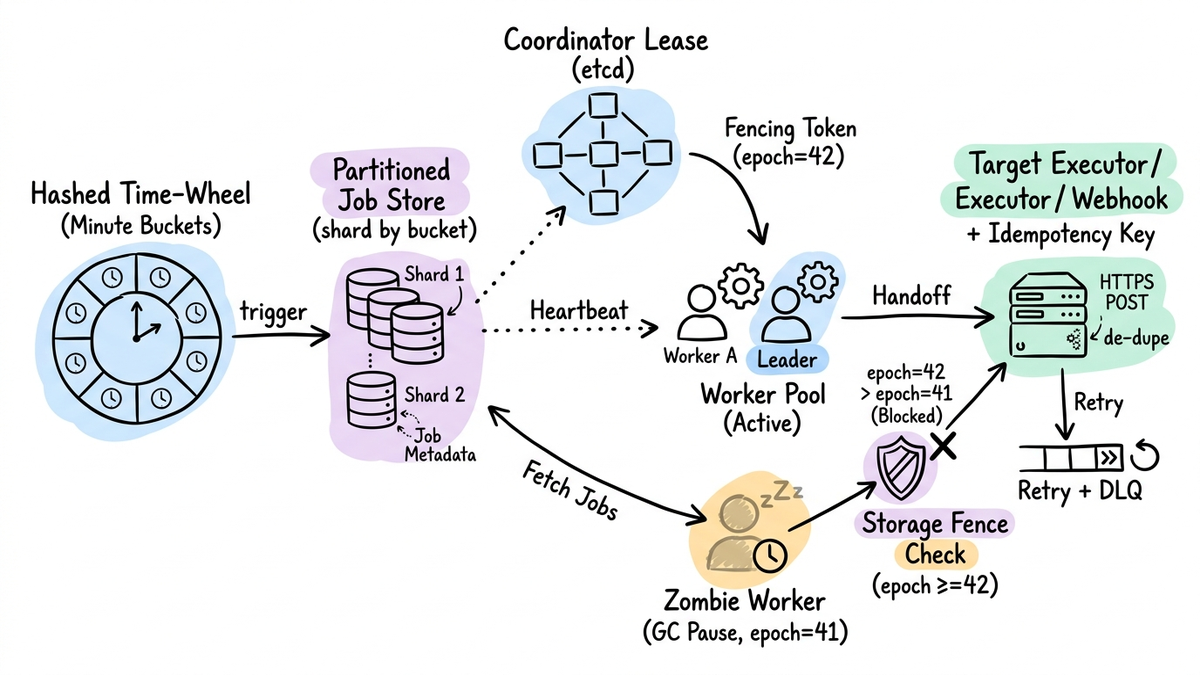 Coordinator Lease
(etcd)
Fencing Token
(epoch=42)
Hashed Time-Wheel
(Minute Buckets)
trigger
Partitioned
Job Store
(shard by bucket)
Shard 1
Shard 2
Job
Metadata
Heartbeat
Fetch Jobs
Worker A
Leader
Worker Pool
(Active)
Handoff
Target Executor/
Executor/Webhook
+ Idempotency Key
HTTPS
POST
de-dupe
epoch=42
> epoch=41
(Blocked)
Retry
Retry + DLQ
zZZz
Zombie Worker
(GC Pause, epoch=41)
Storage Fence
Check
(epoch ≥=42)